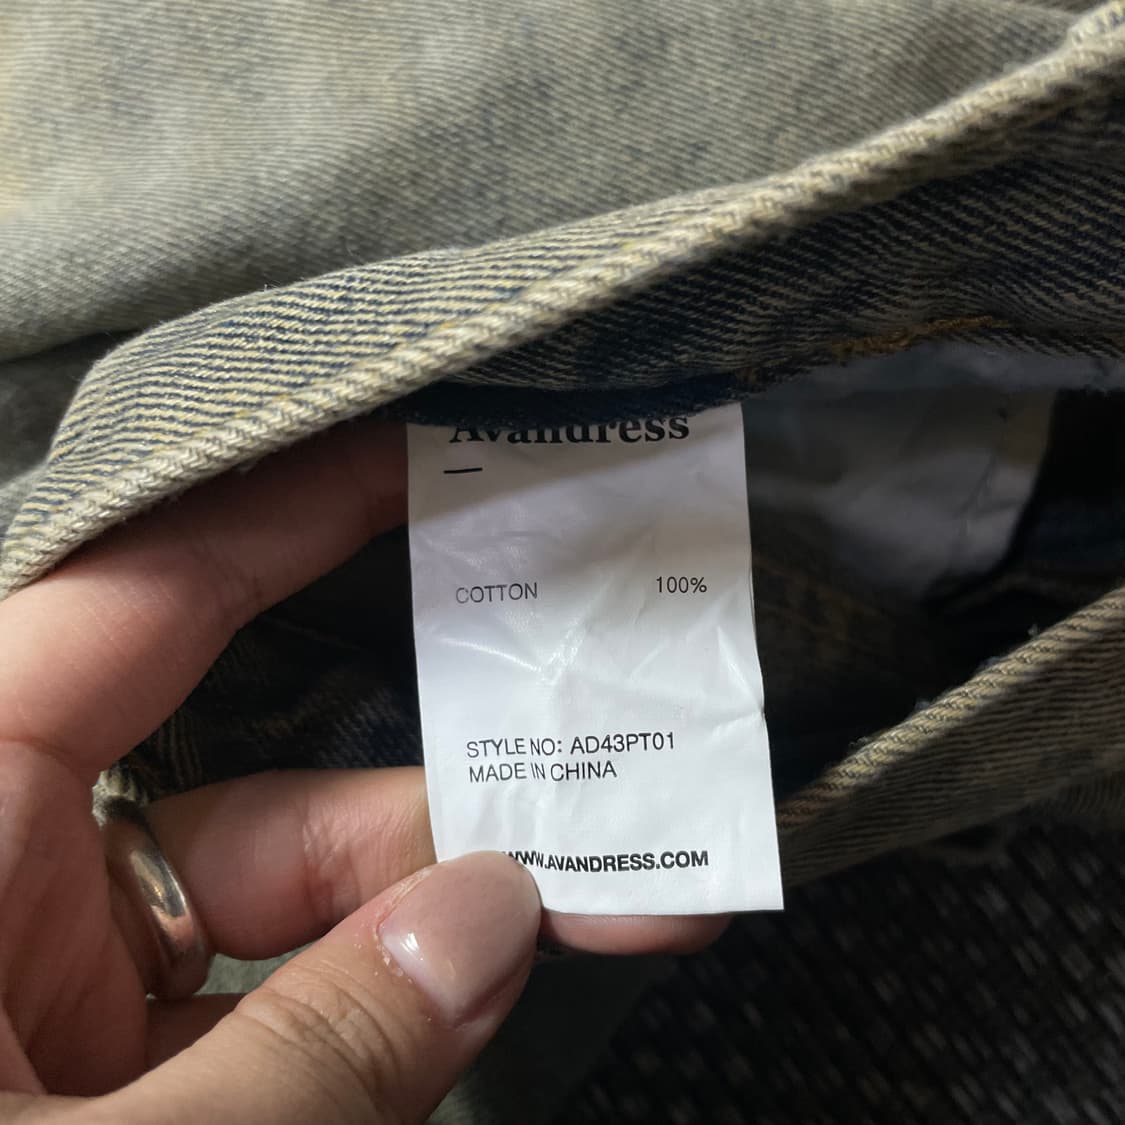 Avandress
COTTON 100%
STYLE NO: AD43PT01
MADE IN CHINA
WWW.AVANDRESS.COM